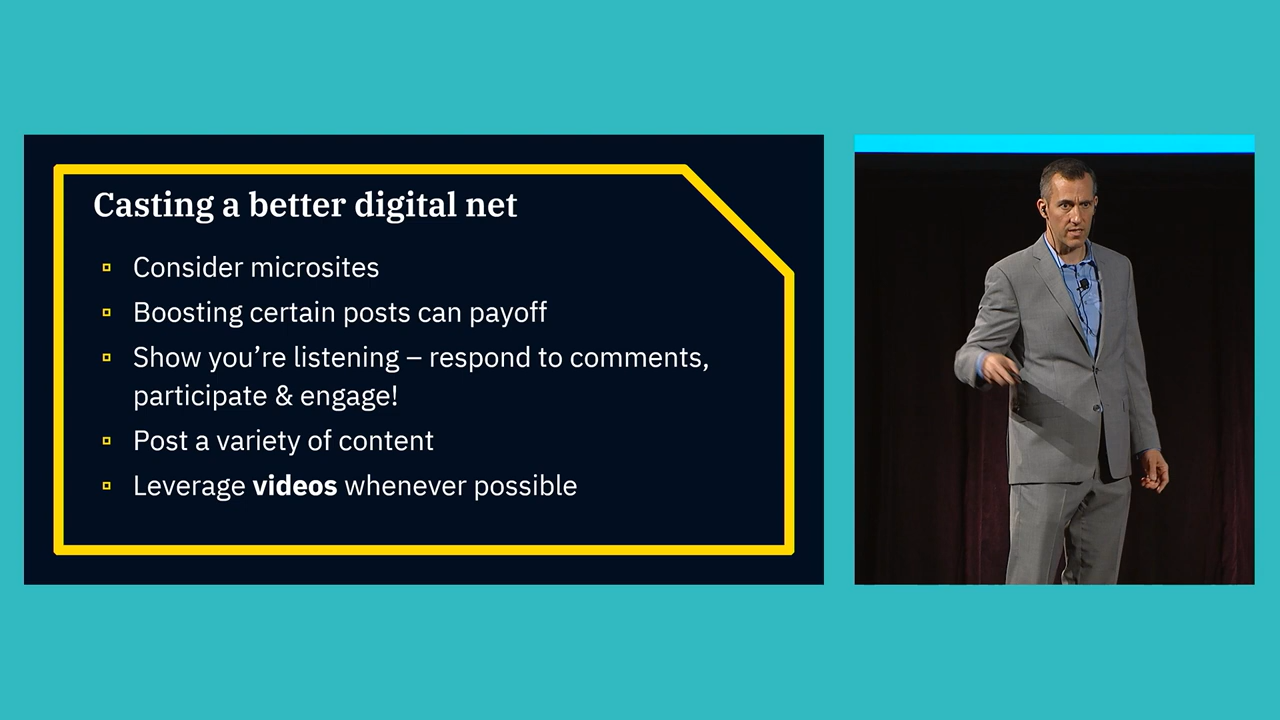 Casting a better digital net
Consider microsites
Boosting certain posts can payoff
Show you’re listening – respond to comments,
participate & engage!
Post a variety of content
Leverage videos whenever possible